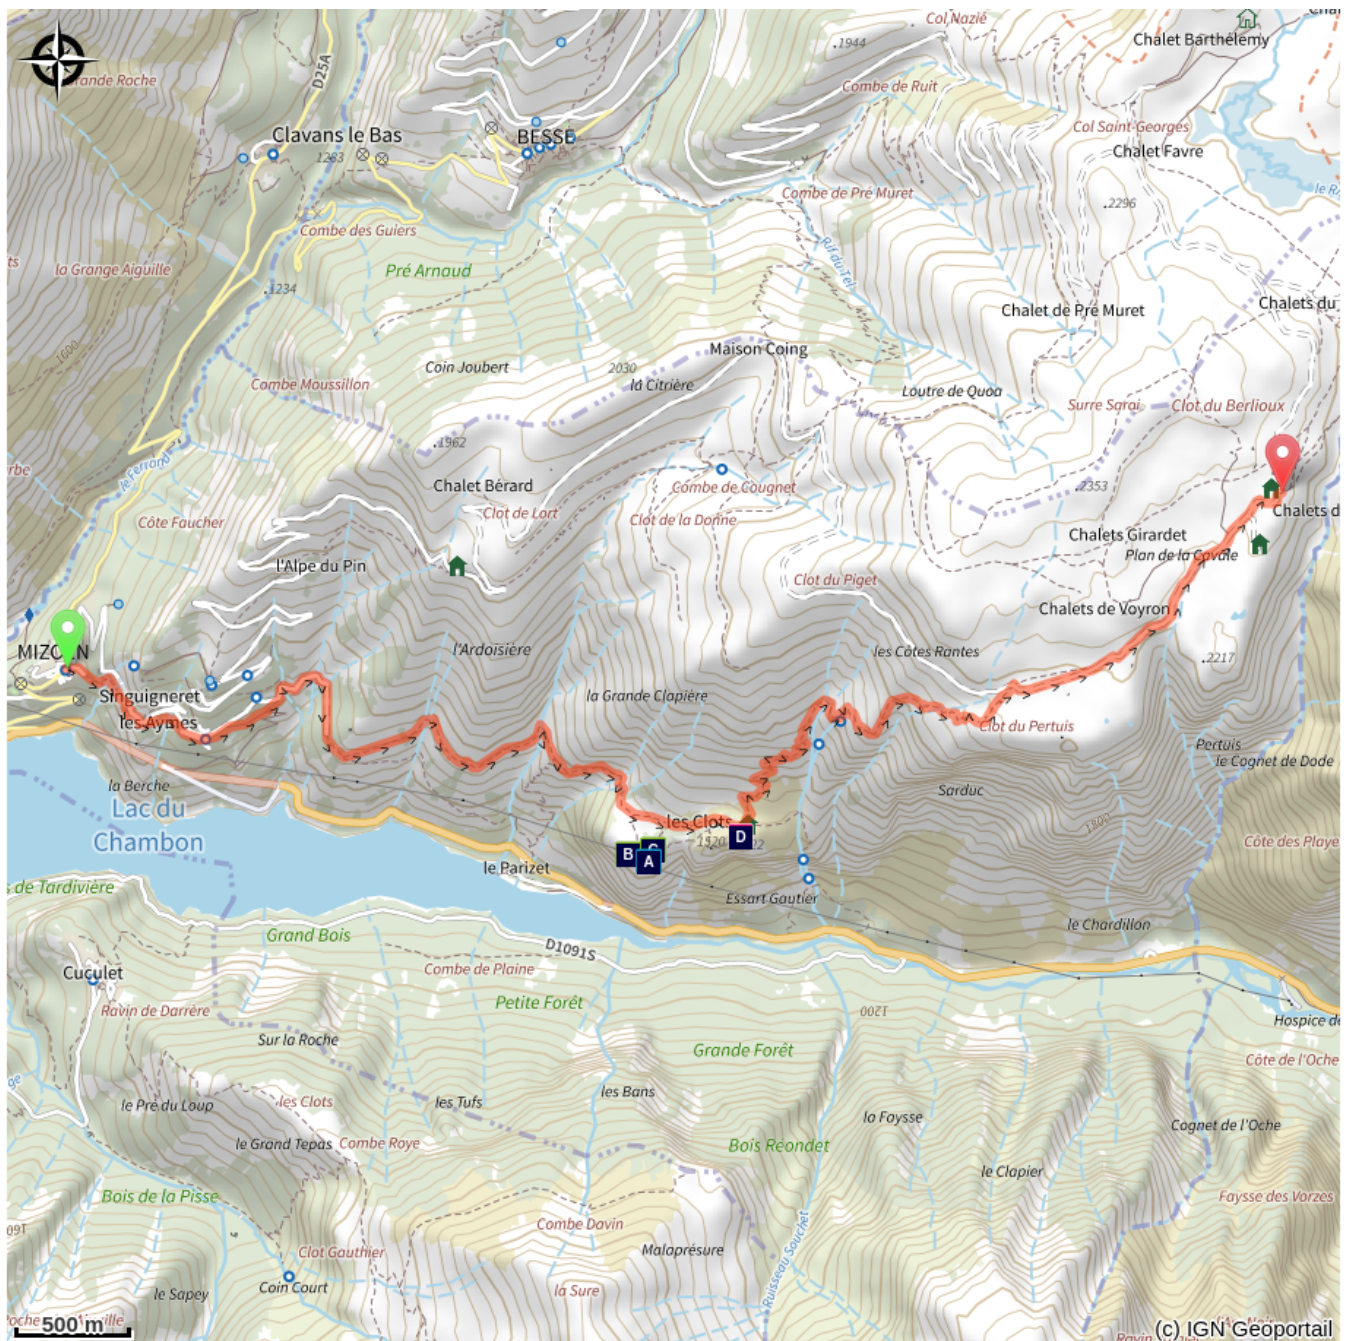 Col Nazié
.1944
Chalet Barthélemy
Grande Roche
D25A
Combe de Ruit
Clavans le Bas
BESSE
Col Saint-Georges
1283
Chalet Favre
Combe de Pré Muret
.2296
Combe des Guiers
Rif du Tel
la Grange Aiguille
Pré Arnaud
.1234
Chalet de Pré Muret
Chalets du
1600
Maison Coing
Coin Joubert
2030
la Citrière
Combe Moussillon
Loutre de Quoa
Surre Sarai
Clot du Berlioux
.1962
le Ferrand
Chalet Bérard
Combe de Cougnet
.2353
Clot de Lort
Clot de la Donne
Chalets d
Côte Faucher
Chalets Girardet
Plan de la Cavale
l'Alpe du Pin
Clot du Piget
Chalets de Voyron
MIZOEN
l'Ardoisière
les Côtes Rantes
.2217
Singuigneret
la Grande Clapière
les Aymes
Clot du Pertuis
Pertuis
le Cognet de Dode
la Berche
Sarduc
Lac du
Chambon
les Clots
1520
1800
D
B
C
A
Côte des Playe
le Parizet
Essart Gautier
s de Tardivière
le Chardillon
Grand Bois
D1091S
Cuculet
Combe de Plaine
Petite Forêt
Ravin de Darrère
1200
Hospice de
Sur la Roche
Grande Forêt
Côte de l'Oche
les Bans
le Pré du Loup
les Clots
les Tufs
la Faysse
Cognet de l'Oche
le Grand Tepas
Combe Roye
Bois Réondet
le Clapier
Bois de la Pisse
Faysse des Vorzes
Combe Davin
Clot Gauthier
Malaprésure
Ruisseau Souchet
Coin Court
la Sure
le Sapey
500 m
(c) IGN Geoportail